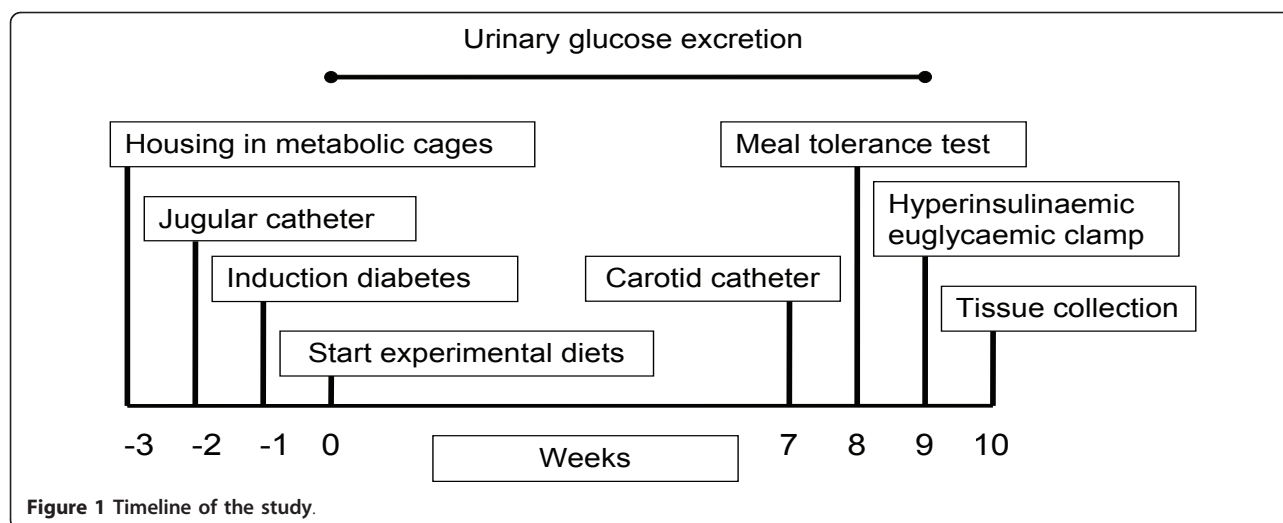 Urinary glucose excretion
Housing in metabolic cages
Meal tolerance test
Jugular catheter
Hyperinsulinaemic
euglycaemic clamp
Induction diabetes
Carotid catheter
Tissue collection
Start experimental diets
-3 -2 -1 0 7 8 9 10
Weeks
Figure 1 Timeline of the study.